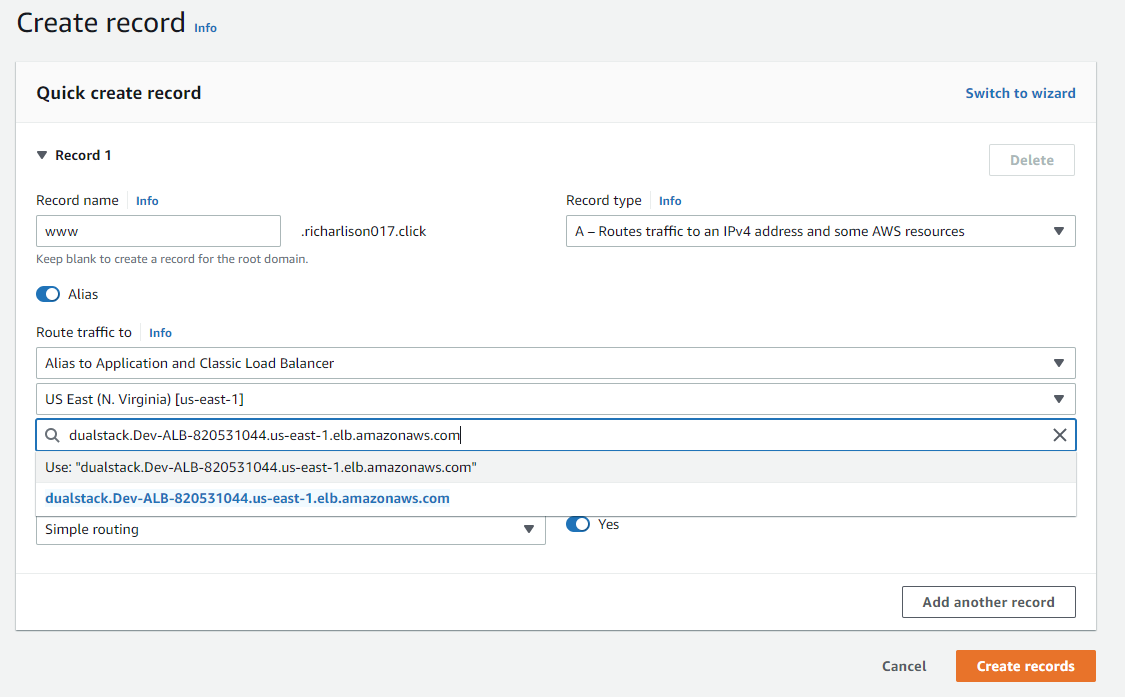 Create record Info
Quick create record
Switch to wizard
Record 1
Delete
Record name Info
Record type Info
www
.richarlison017.click
A – Routes traffic to an IPv4 address and some AWS resources
Keep blank to create a record for the root domain.
Alias
Route traffic to Info
Alias to Application and Classic Load Balancer
US East (N. Virginia) [us-east-1]
dualstack.Dev-ALB-820531044.us-east-1.elb.amazonaws.com
Use: "dualstack.Dev-ALB-820531044.us-east-1.elb.amazonaws.com"
dualstack.Dev-ALB-820531044.us-east-1.elb.amazonaws.com
Simple routing
Yes
Add another record
Cancel
Create records